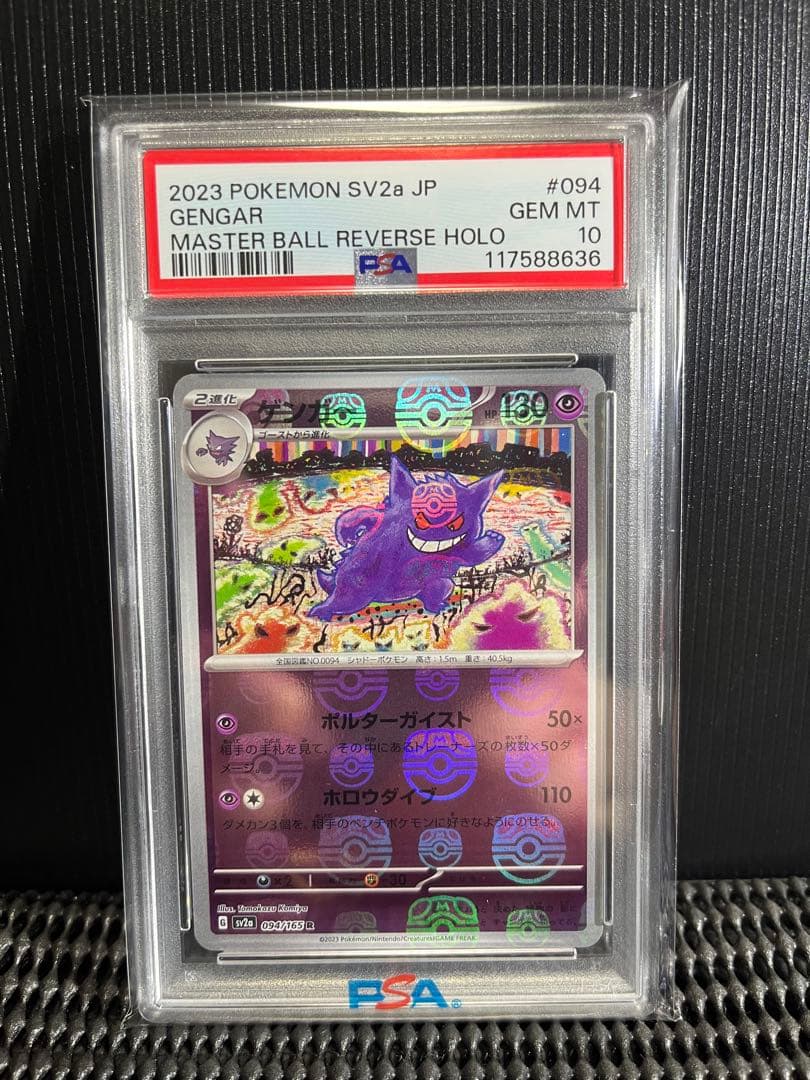 2023 POKEMON SV2a JP #094
GENGAR GEM MT
MASTER BALL REVERSE HOLO 10
PSA 117588636
2進化 ゲンガー HP 130
ゴーストから進化
全国図鑑NO.0094 シャドーポケモン 高さ:1.5m 重さ:40.5kg
ポルターガイスト 50×
相手の手札を見て、その中にあるトレーナーズの枚数×50ダ
メージ。
ホロウダイブ 110
ダメカン3個を、相手のベンチポケモンに好きなようにのせる。
×2 30
Illus. Tomokazu Komiya
G sv2a 094/165 R
©2023 Pokémon/Nintendo/Creatures/GAME FREAK.
PSA®